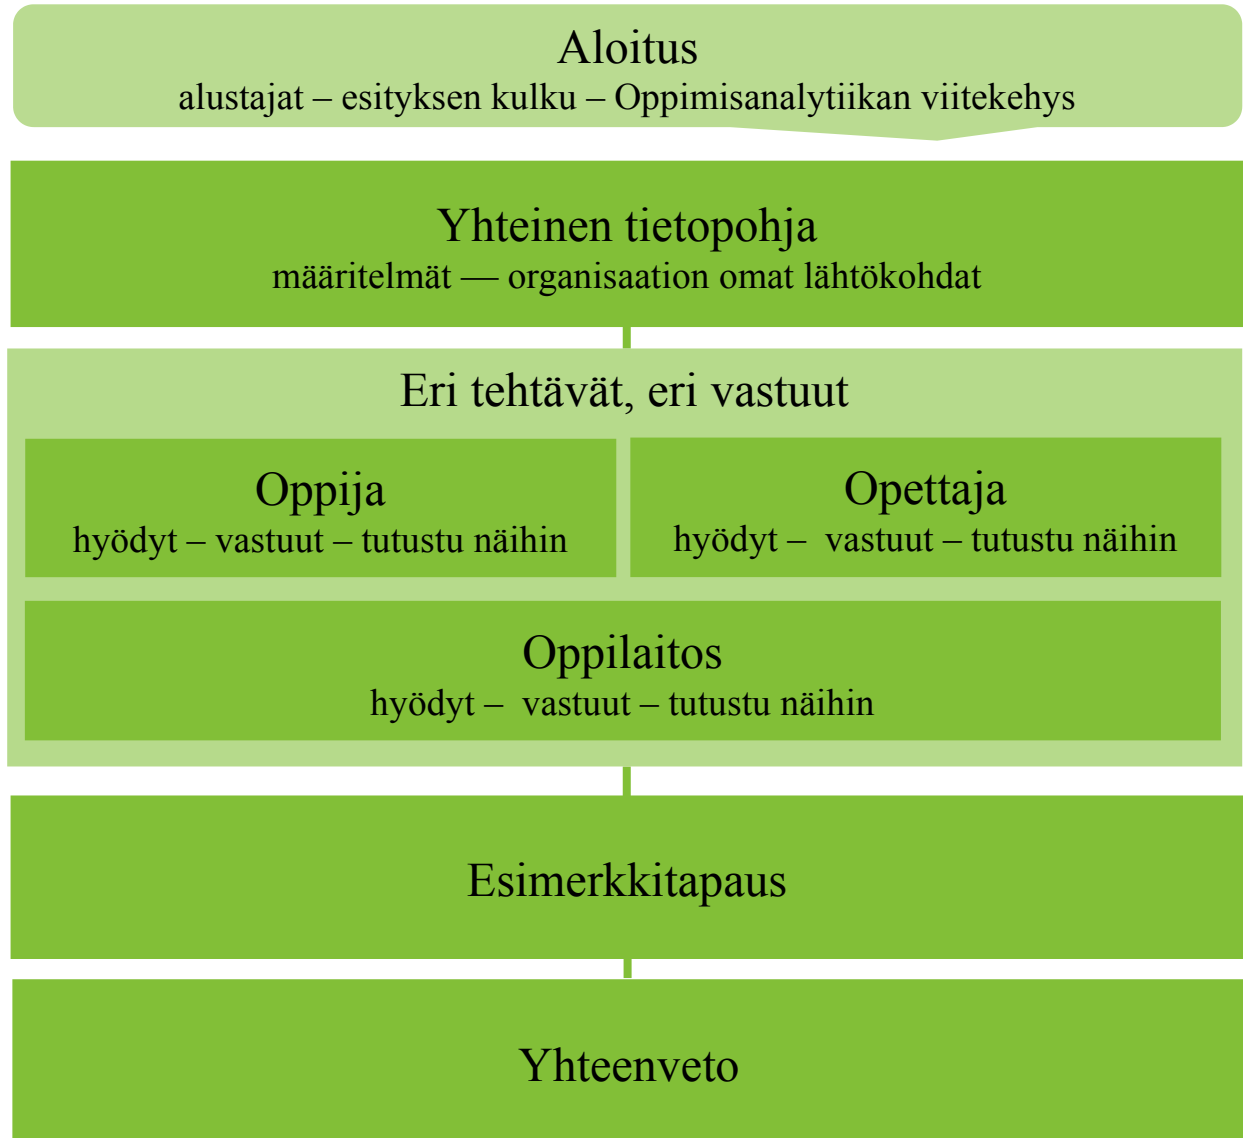 Aloitus
alustajat – esityksen kulku – Oppimisanalytiikan viitekehys
Yhteinen tietopohja
määritelmät — organisaation omat lähtökohdat
Eri tehtävät, eri vastuut
Oppija
hyödyt – vastuut – tutustu näihin
Opettaja
hyödyt –  vastuut – tutustu näihin
Oppilaitos
hyödyt –  vastuut – tutustu näihin
Esimerkkitapaus
Yhteenveto